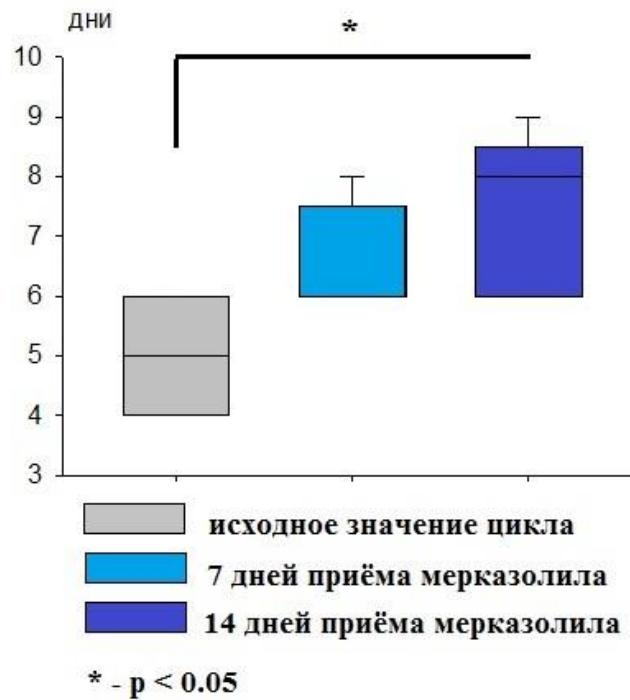 дни
*
10
9
8
7
6
5
4
3
исходное значение цикла
7 дней приёма мерказолила
14 дней приёма мерказолила
* - p < 0.05